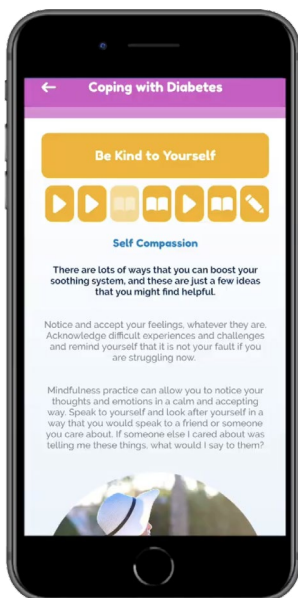 Coping with Diabetes
Be Kind to Yourself
Self Compassion
There are lots of ways that you can boost your
soothing system, and these are just a few ideas
that you might find helpful.
Notice and accept your feelings, whatever they are.
Acknowledge difficult experiences and challenges
and remind yourself that it is not your fault if you
are struggling now.
Mindfulness practice can allow you to notice your
thoughts and emotions in a calm and accepting
way. Speak to yourself and look after yourself in a
way that you would speak to a friend or someone
you care about. If someone else I cared about was
telling me these things, what would I say to them?